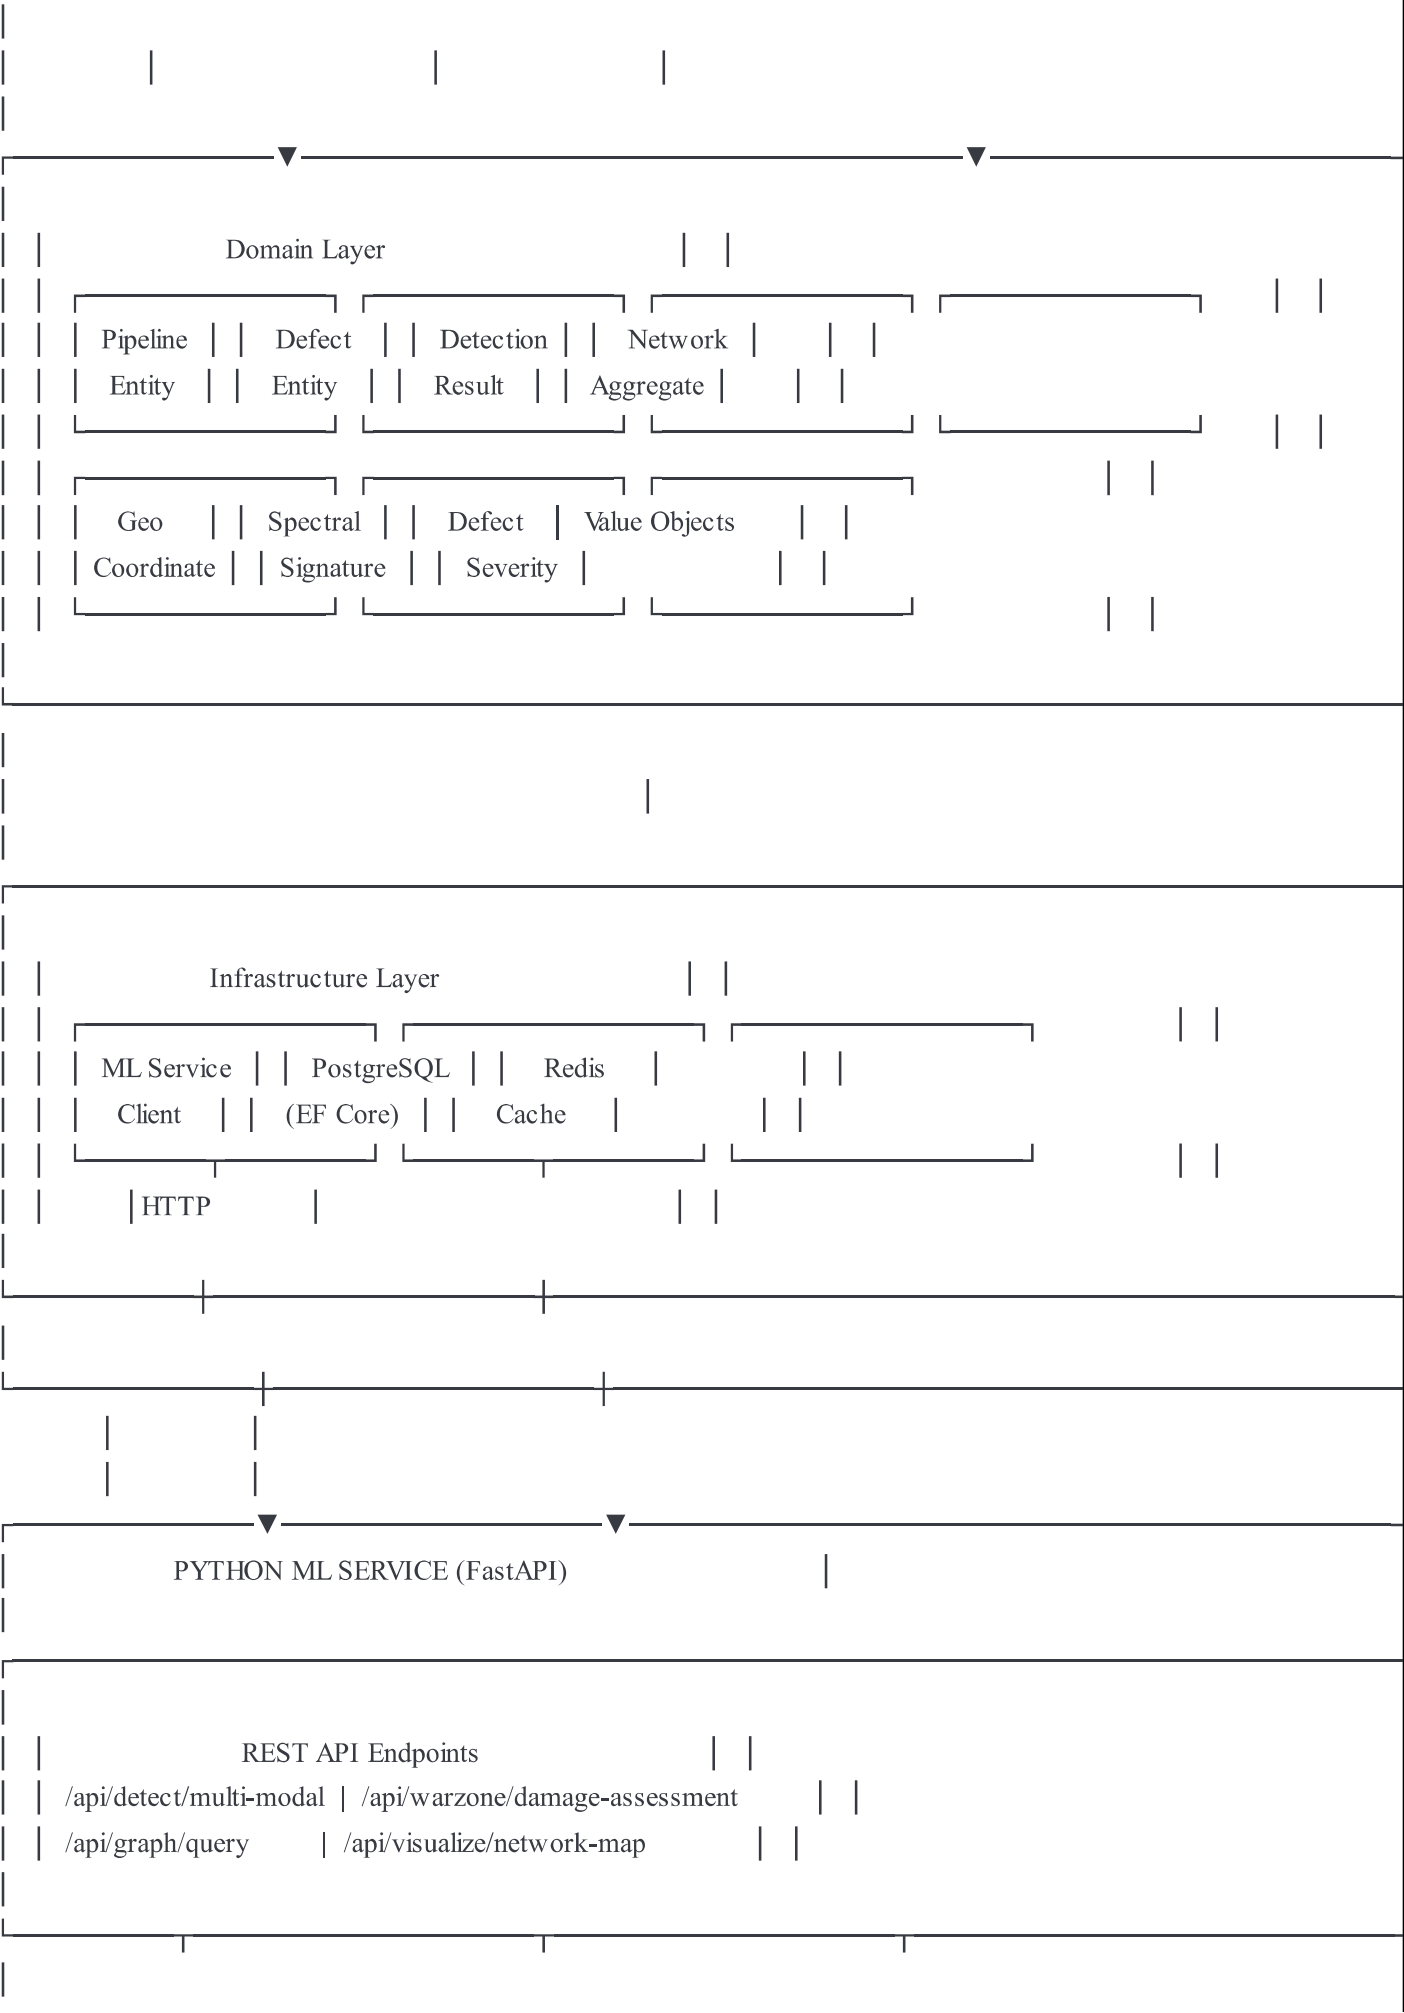 Domain Layer
Pipeline | | Defect | | Detection | | Network
Entity | | Entity | | Result | | Aggregate
Geo | | Spectral | | Defect | Value Objects
Coordinate | | Signature | | Severity
Infrastructure Layer
ML Service | | PostgreSQL | | Redis
Client | | (EF Core) | | Cache
HTTP
PYTHON ML SERVICE (FastAPI)
REST API Endpoints
/api/detect/multi-modal | /api/warzone/damage-assessment
/api/graph/query | /api/visualize/network-map